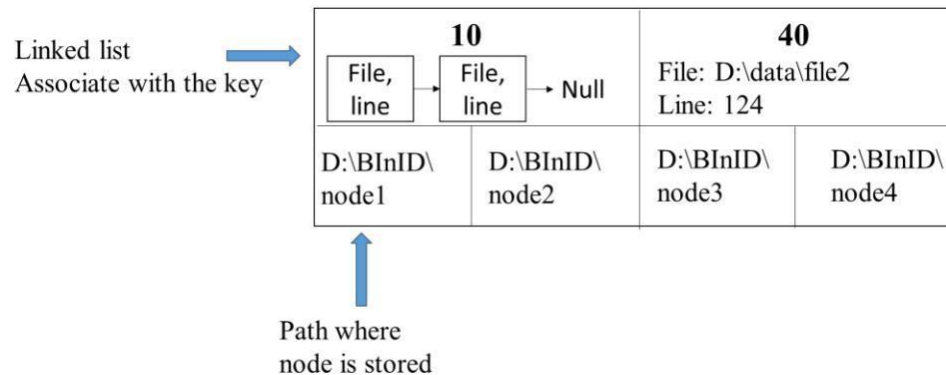 Linked list
Associate with the key
10
File,
line
File,
line
Null
40
File: D:\data\file2
Line: 124
D:\BInID\
node1
D:\BInID\
node2
D:\BInID\
node3
D:\BInID\
node4
Path where
node is stored